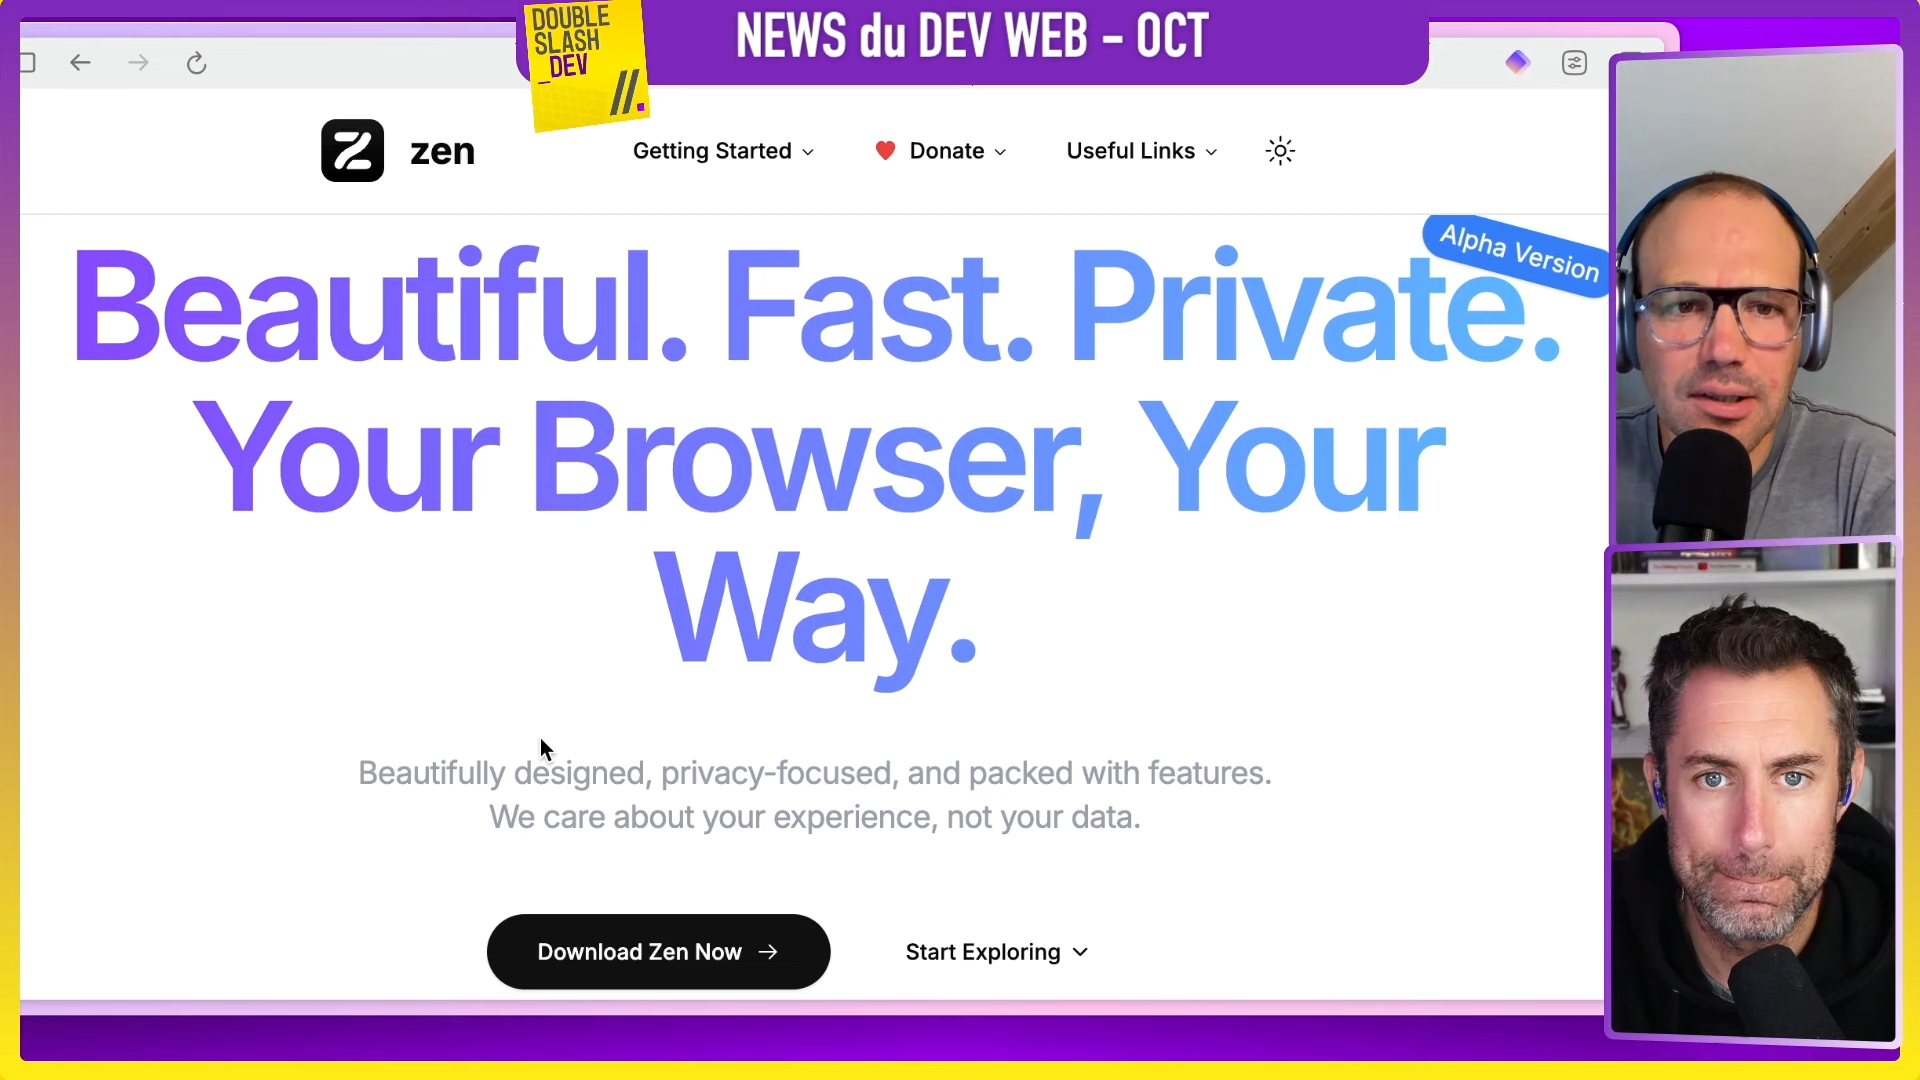 DOUBLE
SLASH
_DEV
//.
NEWS du DEV WEB - OCT
zen
Getting Started
Donate
Useful Links
Alpha Version
Beautiful. Fast. Private.
Your Browser, Your
Way.
Beautifully designed, privacy-focused, and packed with features.
We care about your experience, not your data.
Download Zen Now →
Start Exploring